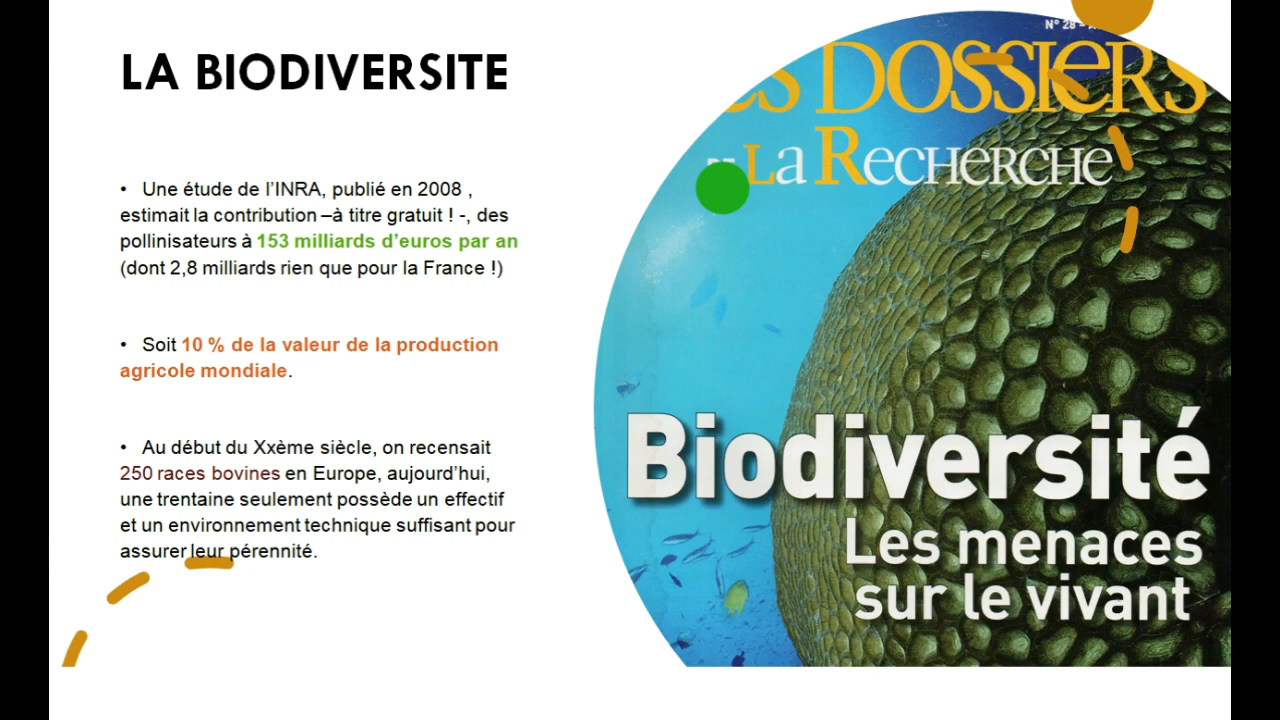 LA BIODIVERSITE
• Une étude de l’INRA, publié en 2008 ,
estimait la contribution –à titre gratuit ! -, des
pollinisateurs à 153 milliards d’euros par an
(dont 2,8 milliards rien que pour la France !)
• Soit 10 % de la valeur de la production
agricole mondiale.
• Au début du Xxème siècle, on recensait
250 races bovines en Europe, aujourd’hui,
une trentaine seulement possède un effectif
et un environnement technique suffisant pour
assurer leur pérennité.
N° 28
DOSSIERS
La Recherche
Biodiversité
Les menaces
sur le vivant